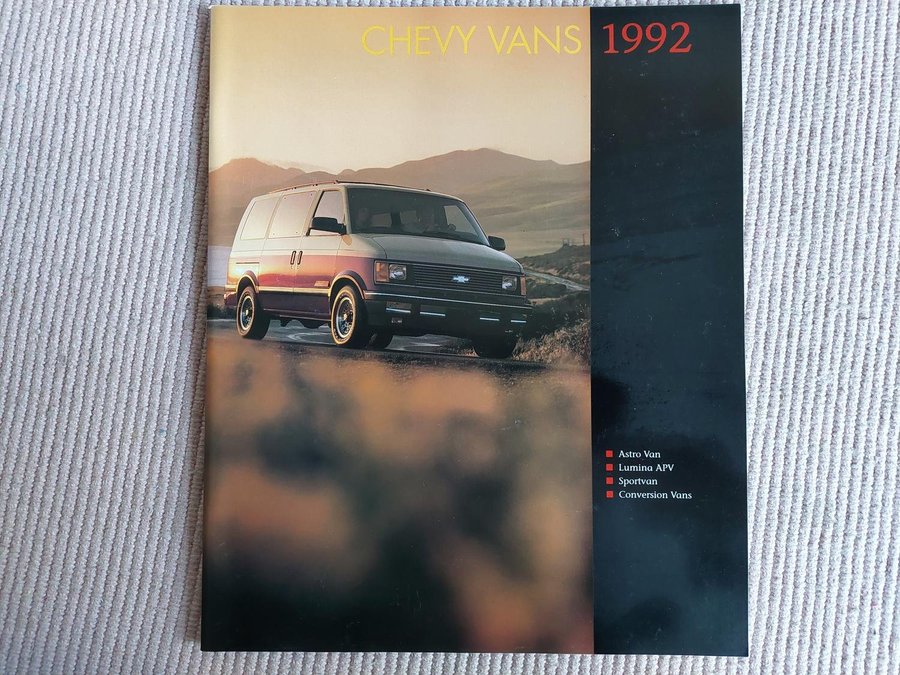 CHEVY VANS 1992
Astro Van
Lumina APV
Sportvan
Conversion Vans